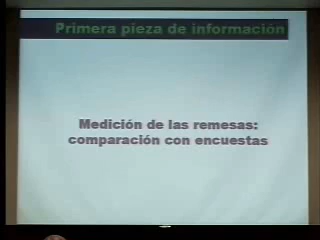 Primera pieza de información
Medición de las remesas:
comparación con encuestas